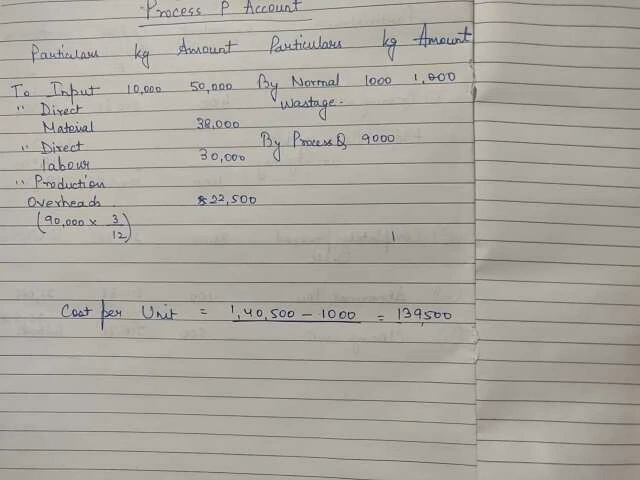 Process P Account
Particulars kg Amount Particulars kg Amount
To Input 10,000 50,000 By Normal 1000 1,000
" Direct wastage.
Material 38,000
" Direct By Process Q 9000
labour 30,000
" Production
Overheads 22,500
(90,000 × 3/12)
Cost per Unit = 1,40,500 - 1000 = 139,500